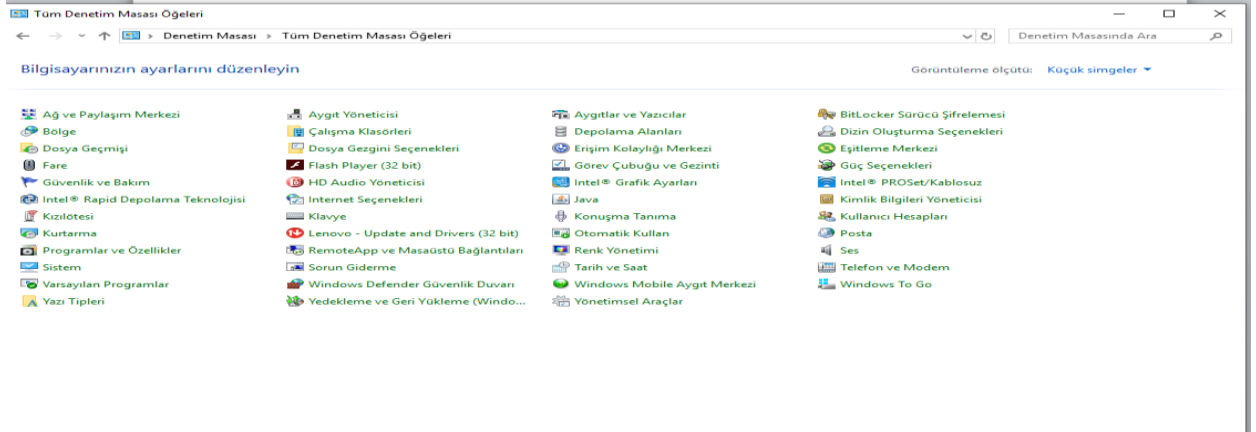 Tüm Denetim Masası Öğeleri
Denetim Masası > Tüm Denetim Masası Öğeleri
Denetim Masasında Ara
Bilgisayarınızın ayarlarını düzenleyin
Görüntüleme ölçütü: Küçük simgeler
Ağ ve Paylaşım Merkezi Aygıt Yöneticisi Aygıtlar ve Yazıcılar BitLocker Sürücü Şifrelemesi
Bölge Çalışma Klasörleri Depolama Alanları Dizin Oluşturma Seçenekleri
Dosya Geçmişi Dosya Gezgini Seçenekleri Erişim Kolaylığı Merkezi Eşitleme Merkezi
Fare Flash Player (32 bit) Görev Çubuğu ve Gezinti Güç Seçenekleri
Güvenlik ve Bakım HD Audio Yöneticisi Intel® Grafik Ayarları Intel® PROSet/Kablosuz
Intel® Rapid Depolama Teknolojisi Internet Seçenekleri Java Kimlik Bilgileri Yöneticisi
Kızılötesi Klavye Konuşma Tanıma Kullanıcı Hesapları
Kurtarma Lenovo - Update and Drivers (32 bit) Otomatik Kullan Posta
Programlar ve Özellikler RemoteApp ve Masaüstü Bağlantıları Renk Yönetimi Ses
Sistem Sorun Giderme Tarih ve Saat Telefon ve Modem
Varsayılan Programlar Windows Defender Güvenlik Duvarı Windows Mobile Aygıt Merkezi Windows To Go
Yazı Tipleri Yedekleme ve Geri Yükleme (Windo... Yönetimsel Araçlar